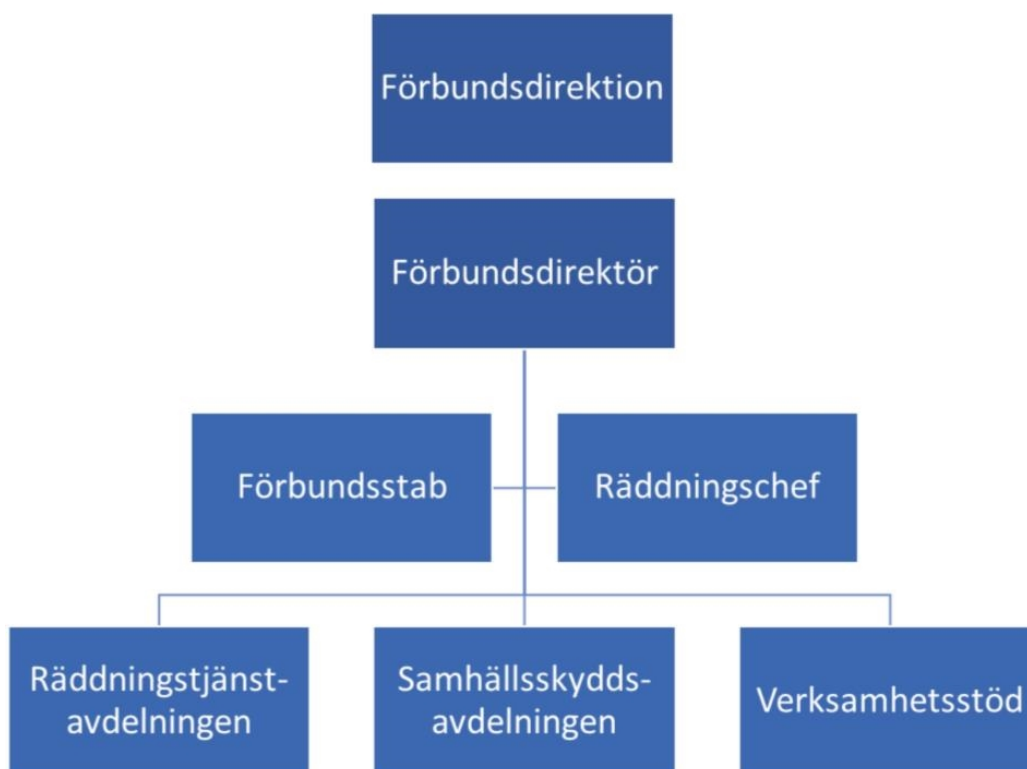 Förbundsdirektion
Förbundsdirektör
Förbundsstab
Räddningschef
Räddningstjänst-
avdelningen
Samhällsskydds-
avdelningen
Verksamhetsstöd